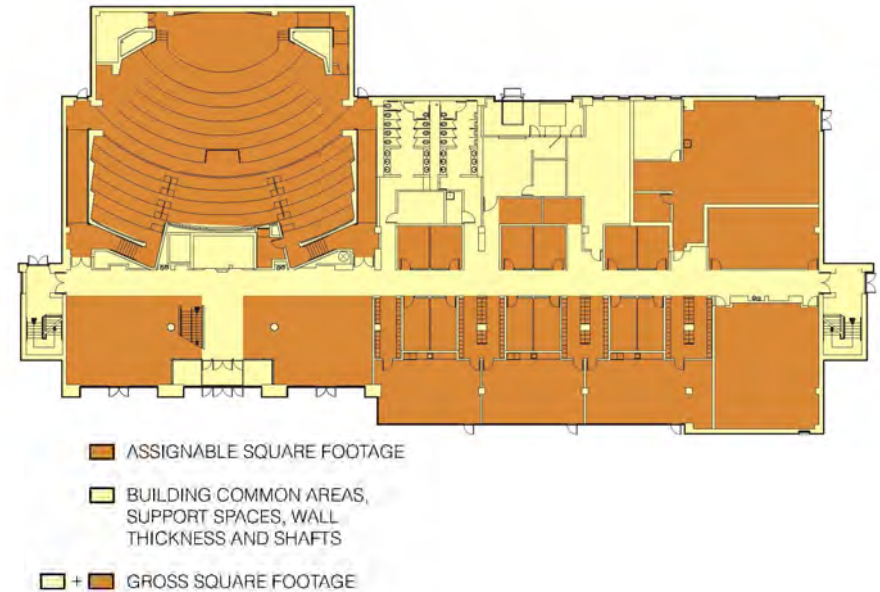 ASSIGNABLE SQUARE FOOTAGE
BUILDING COMMON AREAS,
SUPPORT SPACES, WALL
THICKNESS AND SHAFTS
+ GROSS SQUARE FOOTAGE